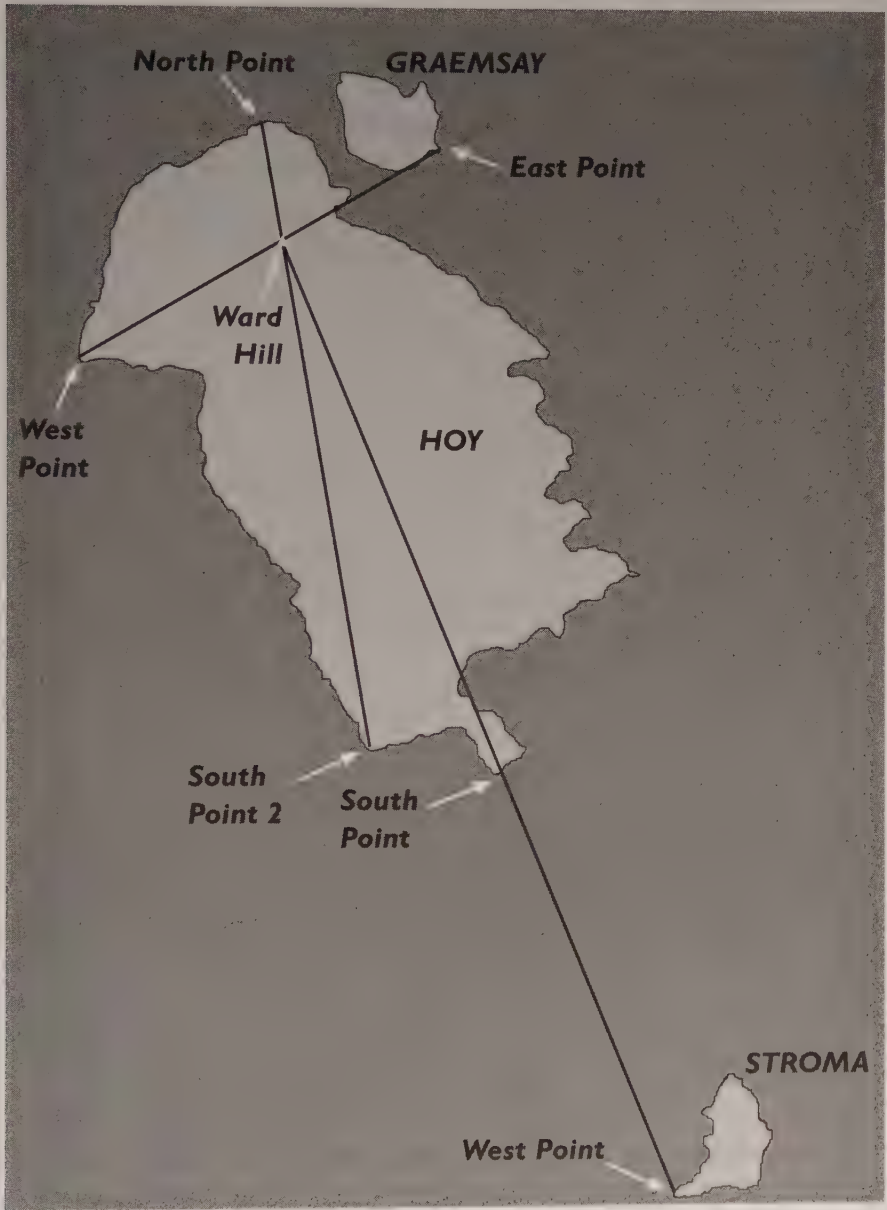 North Point
GRAEMSAY
East Point
Ward
Hill
West
Point
HOY
South
Point 2
South
Point
STROMA
West Point